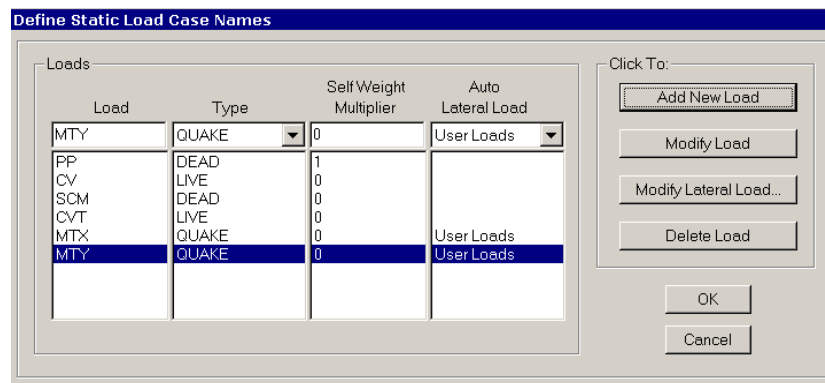 Define Static Load Case Names
Loads
Load Type Self Weight Multiplier Auto Lateral Load
MTY QUAKE 0 User Loads
PP DEAD 1
CV LIVE 0
SCM DEAD 0
CVT LIVE 0
MTX QUAKE 0 User Loads
MTY QUAKE 0 User Loads
Click To:
Add New Load
Modify Load
Modify Lateral Load...
Delete Load
OK
Cancel